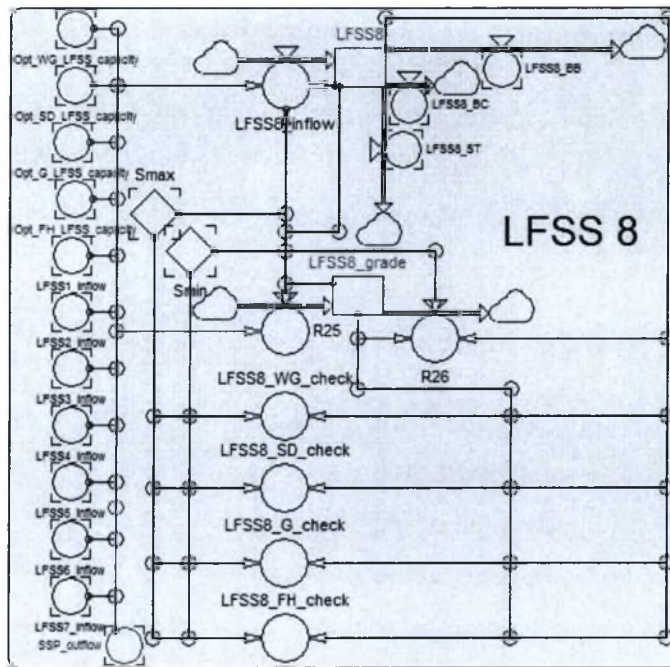 Opt_WG_LFSS_capacity
Opt_SD_LFSS_capacity
Opt_G_LFSS_capacity
Opt_FH_LFSS_capacity
LFSS1_inflow
LFSS2_inflow
LFSS3_inflow
LFSS4_inflow
LFSS5_inflow
LFSS6_inflow
LFSS7_inflow
SSP_outflow
Smax
Smin
LFSS8
LFSS8_inflow
LFSS8_BB
LFSS8_BC
LFSS8_ST
LFSS 8
LFSS8_grade
R25
R26
LFSS8_WG_check
LFSS8_SD_check
LFSS8_G_check
LFSS8_FH_check